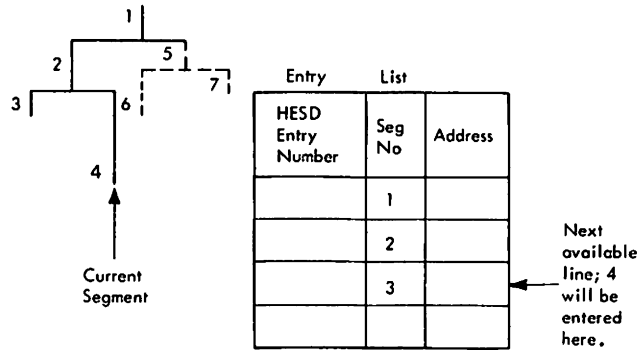 1
2
5
3
6
7
4
Current
Segment
Entry List
HESD
Entry
Number
Seg
No
Address
1
2
3
Next
available
line; 4
will be
entered
here.